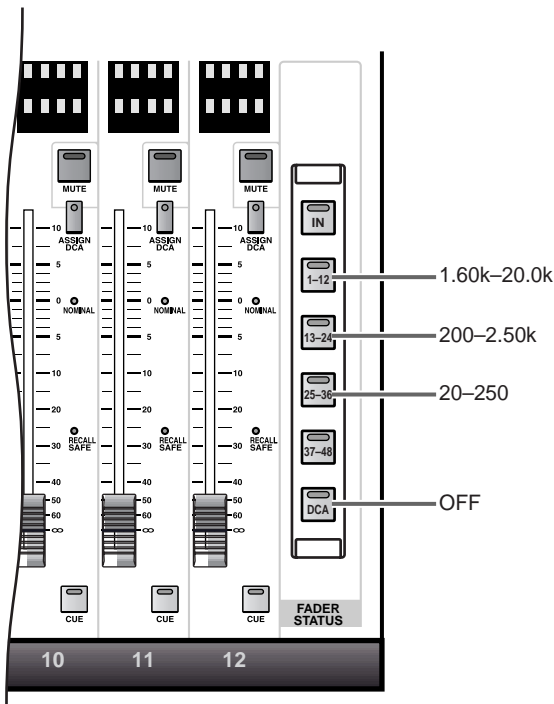 MUTE
MUTE
MUTE
ASSIGN
DCA
ASSIGN
DCA
ASSIGN
DCA
10
5
0
NOMINAL
5
10
20
30
RECALL
SAFE
40
50
60
∞
10
5
0
NOMINAL
5
10
20
30
RECALL
SAFE
40
50
60
∞
10
5
0
NOMINAL
5
10
20
30
RECALL
SAFE
40
50
60
∞
CUE
CUE
CUE
10
11
12
IN
1–12
1.60k–20.0k
13–24
200–2.50k
25–36
20–250
37–48
DCA
OFF
FADER
STATUS